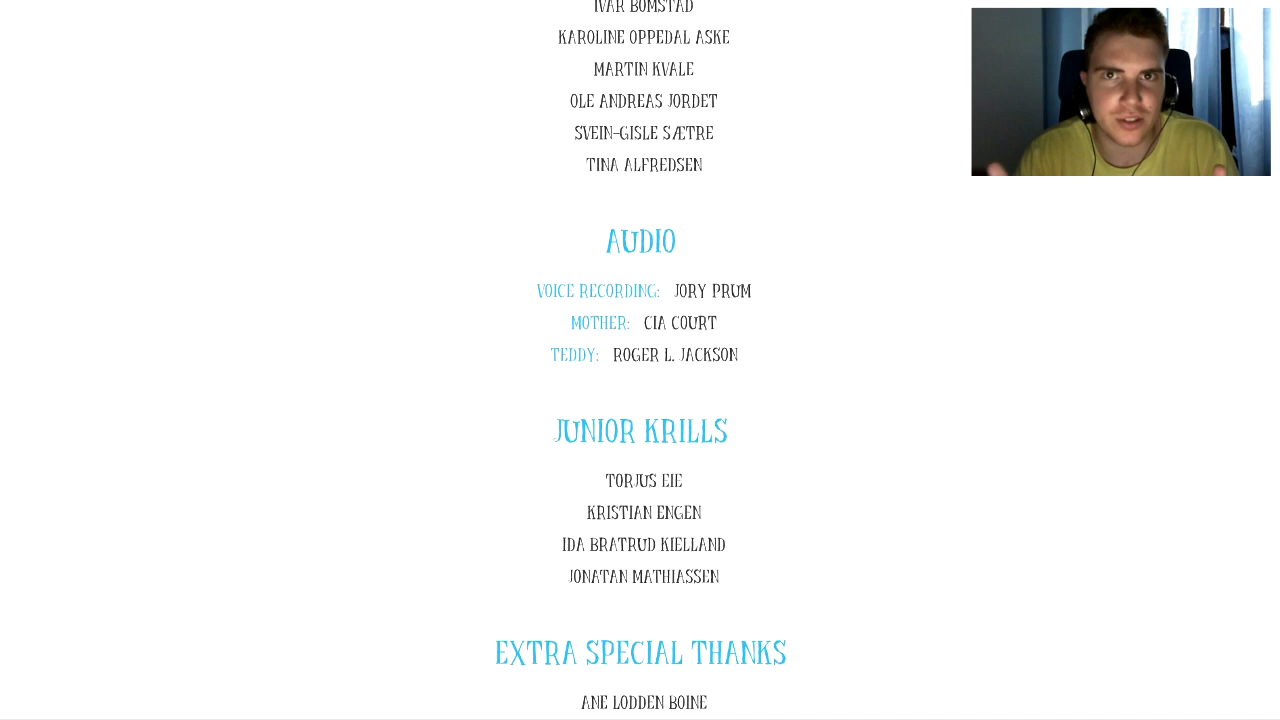 IVAR BOMSTAD
KAROLINE OPPEDAL ASKE
MARTIN KVALE
OLE ANDREAS JORDET
SVEIN-GISLE SÆTRE
TINA ALFREDSEN
AUDIO
VOICE RECORDING: JORY PRUM
MOTHER: CIA COURT
TEDDY: ROGER L. JACKSON
JUNIOR KRILLS
TORJUS EIE
KRISTIAN ENGEN
IDA BRATRUD KIELLAND
JONATAN MATHIASSEN
EXTRA SPECIAL THANKS
ANE LODDEN BOINE